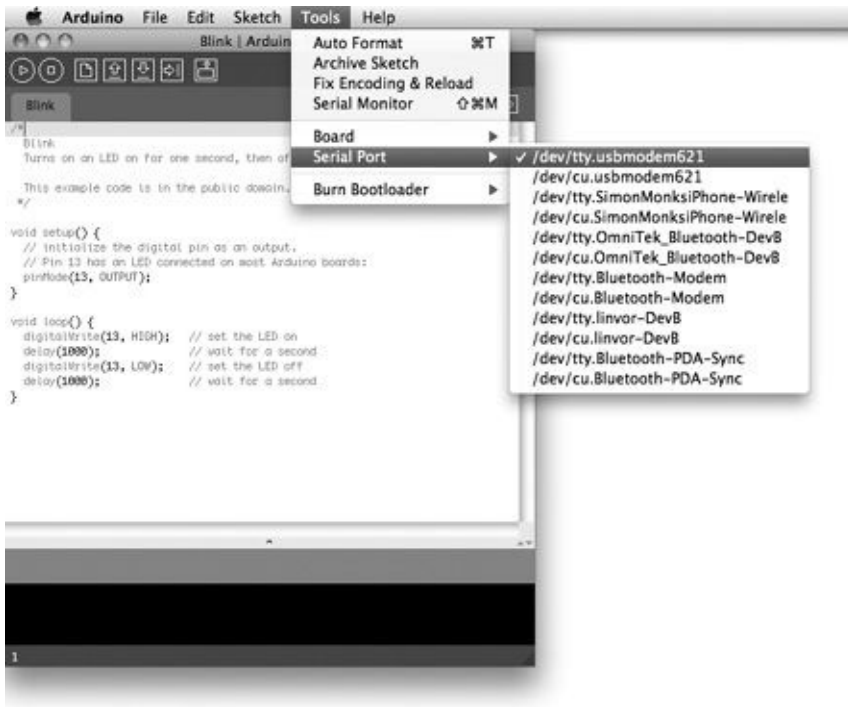 Arduino File Edit Sketch Tools Help
Blink | Arduin
Auto Format ⌘T
Archive Sketch
Fix Encoding & Reload
Serial Monitor ⇧⌘M
Board
Serial Port
Burn Bootloader
✓ /dev/tty.usbmodem621
/dev/cu.usbmodem621
/dev/tty.SimonMonksiPhone-Wirele
/dev/cu.SimonMonksiPhone-Wirele
/dev/tty.OmniTek_Bluetooth-DevB
/dev/cu.OmniTek_Bluetooth-DevB
/dev/tty.Bluetooth-Modem
/dev/cu.Bluetooth-Modem
/dev/tty.linvor-DevB
/dev/cu.linvor-DevB
/dev/tty.Bluetooth-PDA-Sync
/dev/cu.Bluetooth-PDA-Sync
Blink
/*
Blink
Turns on an LED on for one second, then of
This example code is in the public domain.
*/
void setup() {
// initialize the digital pin as an output.
// Pin 13 has an LED connected on most Arduino boards:
pinMode(13, OUTPUT);
}
void loop() {
digitalWrite(13, HIGH); // set the LED on
delay(1000); // wait for a second
digitalWrite(13, LOW); // set the LED off
delay(1000); // wait for a second
}
1